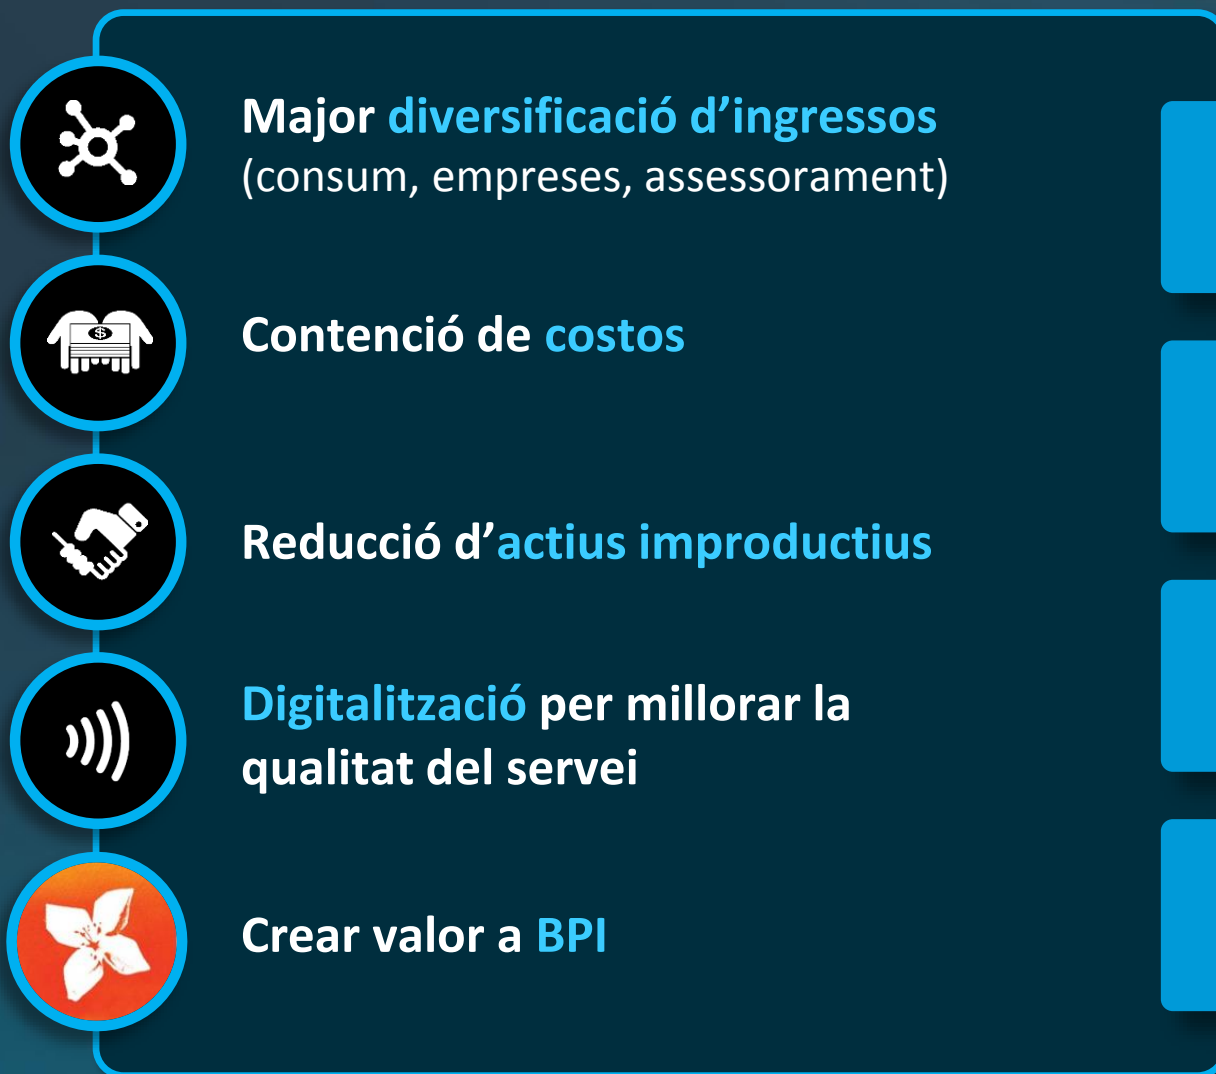 Major diversificació d’ingressos
(consum, empreses, assessorament)
Contenció de costos
Reducció d’actius improductius
Digitalització per millorar la
qualitat del servei
Crear valor a BPI